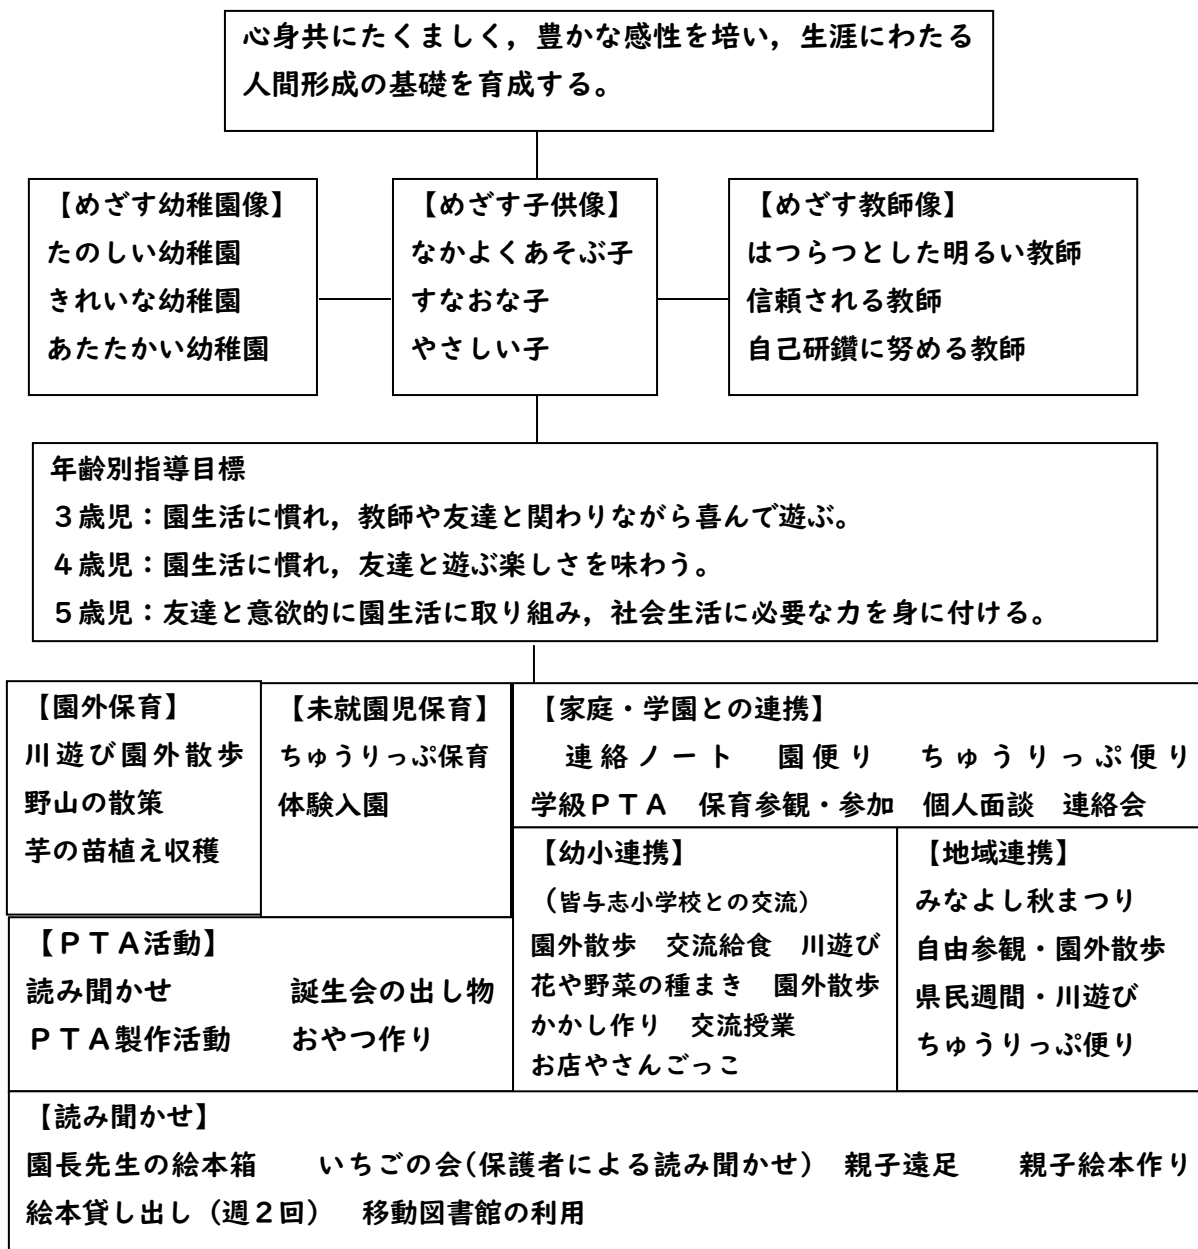 心身共にたくましく，豊かな感性を培い，生涯にわたる
人間形成の基礎を育成する。
【めざす幼稚園像】
たのしい幼稚園
きれいな幼稚園
あたたかい幼稚園
【めざす子供像】
なかよくあそぶ子
すなおな子
やさしい子
【めざす教師像】
はつらつとした明るい教師
信頼される教師
自己研鑽に努める教師
年齢別指導目標
３歳児：園生活に慣れ，教師や友達と関わりながら喜んで遊ぶ。
４歳児：園生活に慣れ，友達と遊ぶ楽しさを味わう。
５歳児：友達と意欲的に園生活に取り組み，社会生活に必要な力を身に付ける。
【園外保育】
川遊び園外散歩
野山の散策
芋の苗植え収穫
【未就園児保育】
ちゅうりっぷ保育
体験入園
【家庭・学園との連携】
連絡ノート　園便り　ちゅうりっぷ便り
学級ＰＴＡ　保育参観・参加　個人面談　連絡会
【幼小連携】
（皆与志小学校との交流）
園外散歩　交流給食　川遊び
花や野菜の種まき　園外散歩
かかし作り　交流授業
お店やさんごっこ
【地域連携】
みなよし秋まつり
自由参観・園外散歩
県民週間・川遊び
ちゅうりっぷ便り
【ＰＴＡ活動】
読み聞かせ　誕生会の出し物
ＰＴＡ製作活動　おやつ作り
【読み聞かせ】
園長先生の絵本箱　いちごの会(保護者による読み聞かせ）　親子遠足　親子絵本作り
絵本貸し出し（週２回）　移動図書館の利用